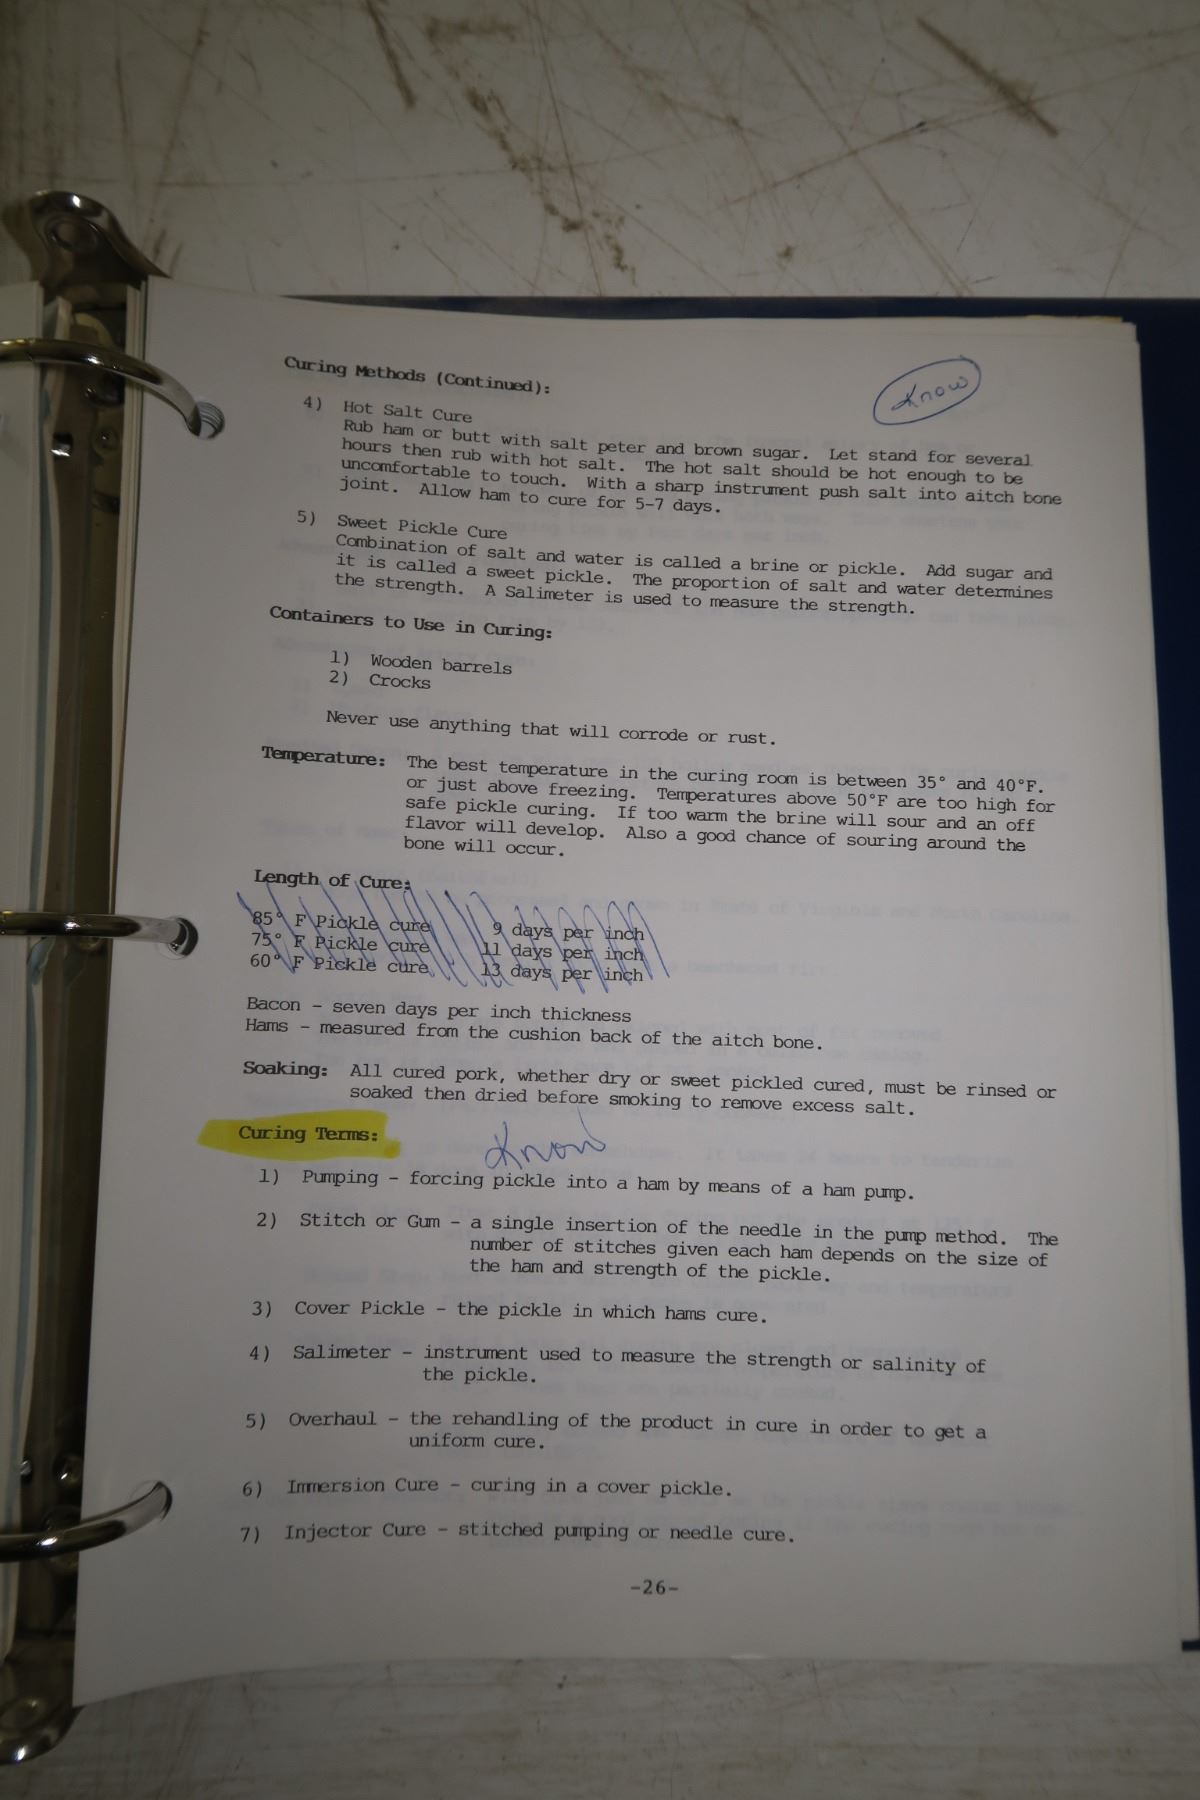 Curing Methods (Continued):
Know
4) Hot Salt Cure
Rub ham or butt with salt peter and brown sugar. Let stand for several
hours then rub with hot salt. The hot salt should be hot enough to be
uncomfortable to touch. With a sharp instrument push salt into aitch bone
joint. Allow ham to cure for 5-7 days.
5) Sweet Pickle Cure
Combination of salt and water is called a brine or pickle. Add sugar and
it is called a sweet pickle. The proportion of salt and water determines
the strength. A Salimeter is used to measure the strength.
Containers to Use in Curing:
1) Wooden barrels
2) Crocks
Never use anything that will corrode or rust.
Temperature: The best temperature in the curing room is between 35° and 40°F.
or just above freezing. Temperatures above 50°F are too high for
safe pickle curing. If too warm the brine will sour and an off
flavor will develop. Also a good chance of souring around the
bone will occur.
Length of Cure:
85° F Pickle cure 9 days per inch
75° F Pickle cure 11 days per inch
60° F Pickle cure 13 days per inch
Bacon - seven days per inch thickness
Hams - measured from the cushion back of the aitch bone.
Soaking: All cured pork, whether dry or sweet pickled cured, must be rinsed or
soaked then dried before smoking to remove excess salt.
Curing Terms: Know
1) Pumping - forcing pickle into a ham by means of a ham pump.
2) Stitch or Gum - a single insertion of the needle in the pump method. The
number of stitches given each ham depends on the size of
the ham and strength of the pickle.
3) Cover Pickle - the pickle in which hams cure.
4) Salimeter - instrument used to measure the strength or salinity of
the pickle.
5) Overhaul - the rehandling of the product in cure in order to get a
uniform cure.
6) Immersion Cure - curing in a cover pickle.
7) Injector Cure - stitched pumping or needle cure.
-26-